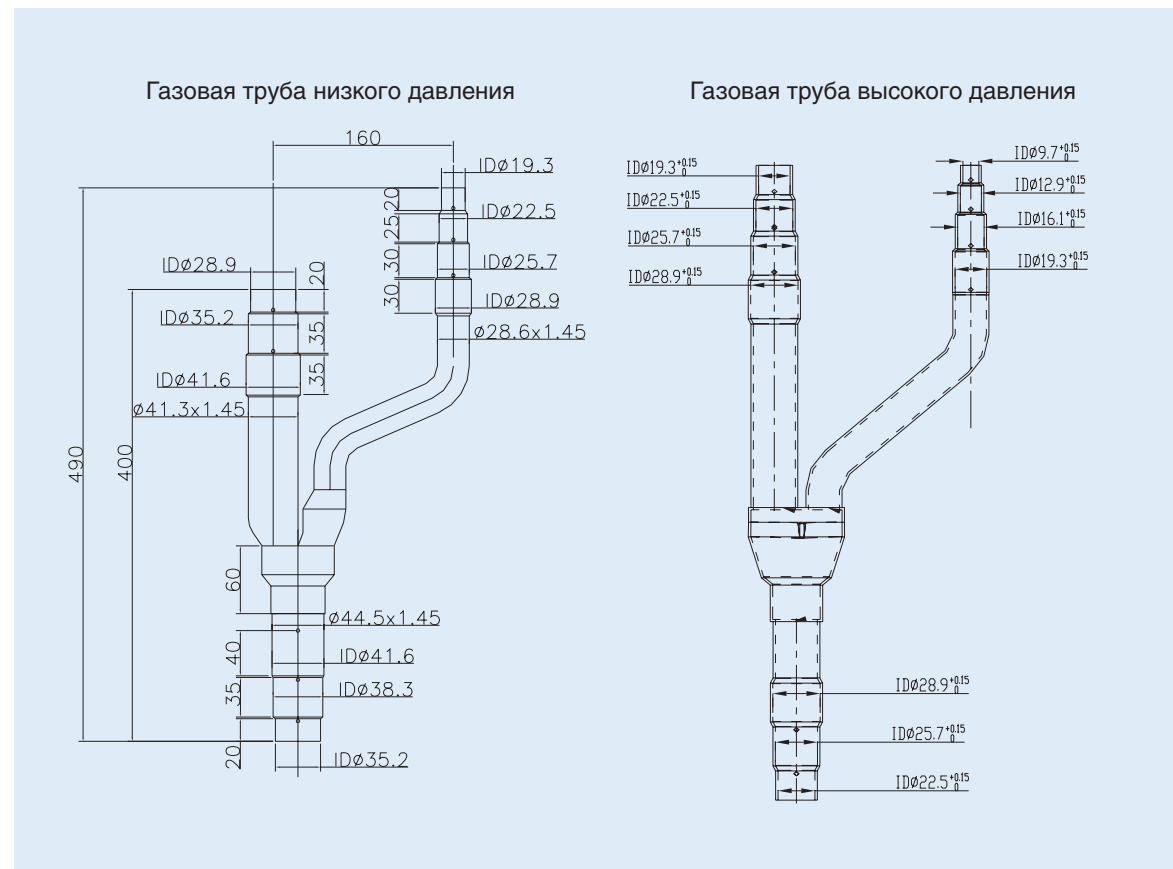 Газовая труба низкого давления
160
IDø19.3
20
IDø22.5
25
IDø28.9
20
30
IDø25.7
30
IDø28.9
IDø35.2
35
ø28.6x1.45
IDø41.6
35
ø41.3x1.45
490
400
60
ø44.5x1.45
40
IDø41.6
35
IDø38.3
20
IDø35.2
Газовая труба высокого давления
IDø19.3 +0.15 0
IDø22.5 +0.15 0
IDø25.7 +0.15 0
IDø28.9 +0.15 0
IDø9.7 +0.15 0
IDø12.9 +0.15 0
IDø16.1 +0.15 0
IDø19.3 +0.15 0
IDø28.9 +0.15 0
IDø25.7 +0.15 0
IDø22.5 +0.15 0